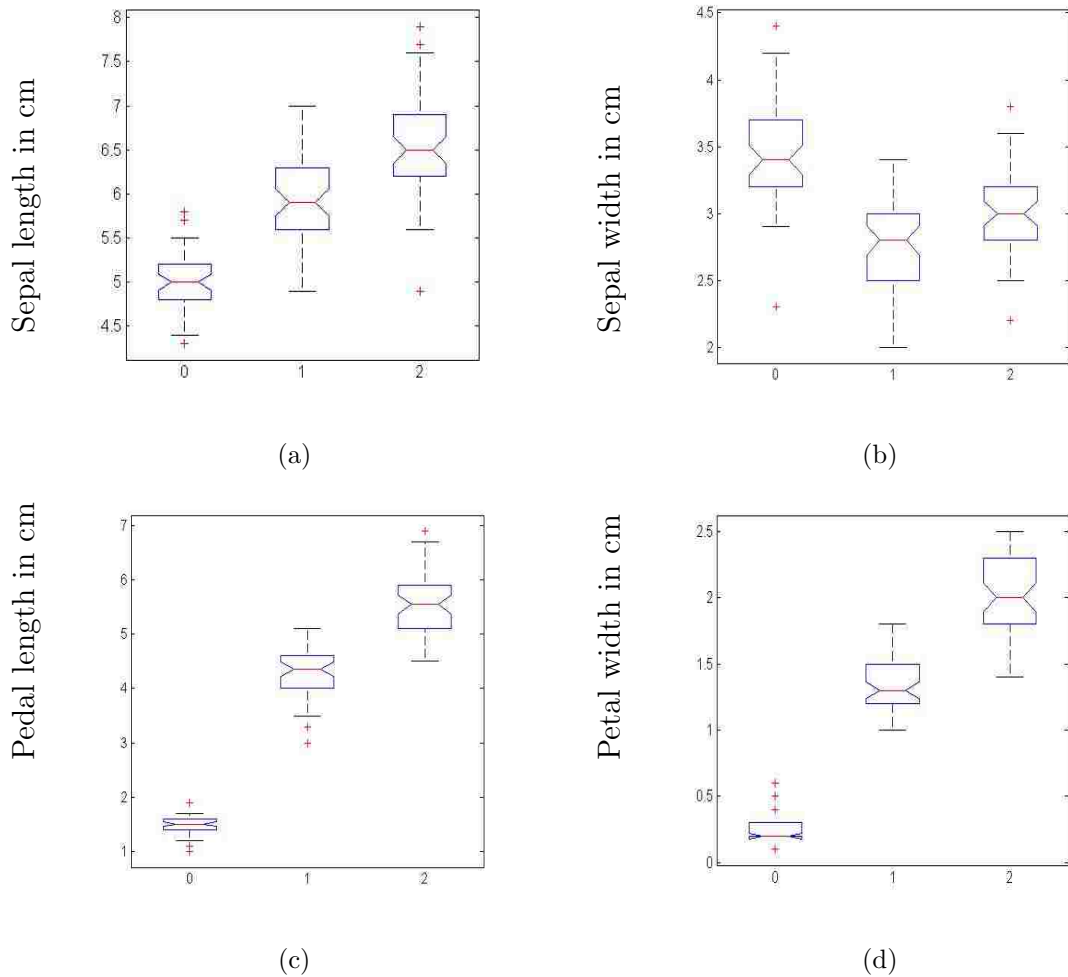 Sepal length in cm
8
7.5
7
6.5
6
5.5
5
4.5
0 1 2
(a)
Sepal width in cm
4.5
4
3.5
3
2.5
2
0 1 2
(b)
Pedal length in cm
7
6
5
4
3
2
1
0 1 2
(c)
Petal width in cm
2.5
2
1.5
1
0.5
0
0 1 2
(d)